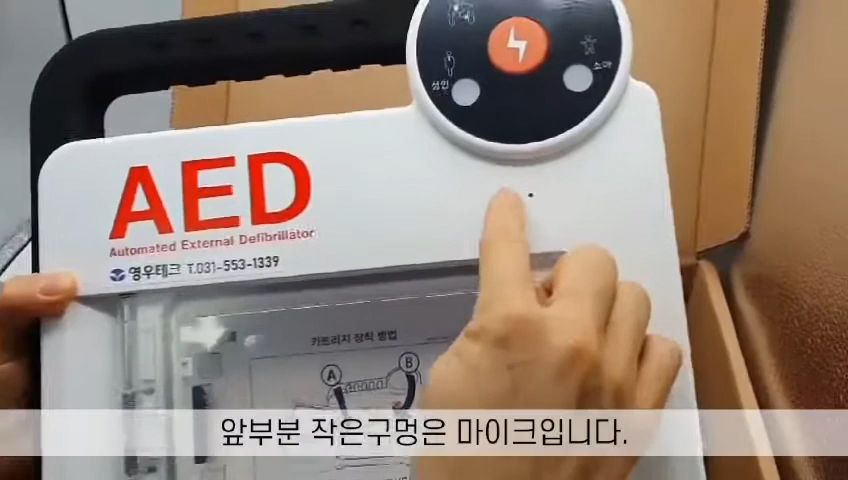 성인
소아
AED
Automated External Defibrillator
영우테크 T.031-553-1339
카트리지 장착 방법
A
B
앞부분 작은구멍은 마이크입니다.